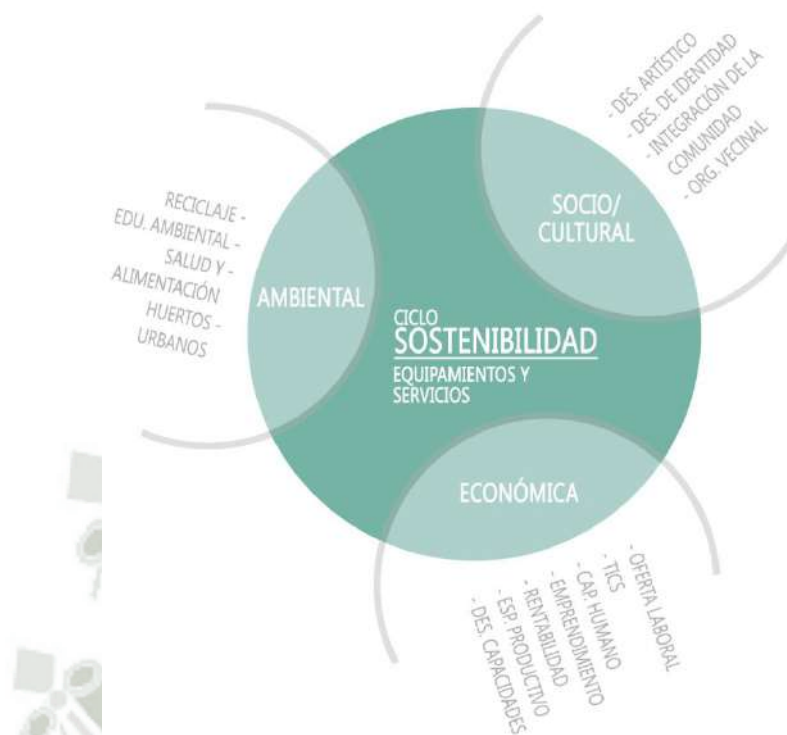 - DES. ARTÍSTICO
- DES. DE IDENTIDAD
- INTEGRACIÓN DE LA
COMUNIDAD
- ORG. VECINAL
SOCIO/
CULTURAL
RECICLAJE -
EDU. AMBIENTAL -
SALUD Y -
ALIMENTACIÓN
HUERTOS -
URBANOS
AMBIENTAL
CICLO
SOSTENIBILIDAD
EQUIPAMIENTOS Y
SERVICIOS
ECONÓMICA
- OFERTA LABORAL
- TICS
- CAP. HUMANO
- EMPRENDIMIENTO
- RENTABILIDAD
- ESP. PRODUCTIVO
- DES. CAPACIDADES